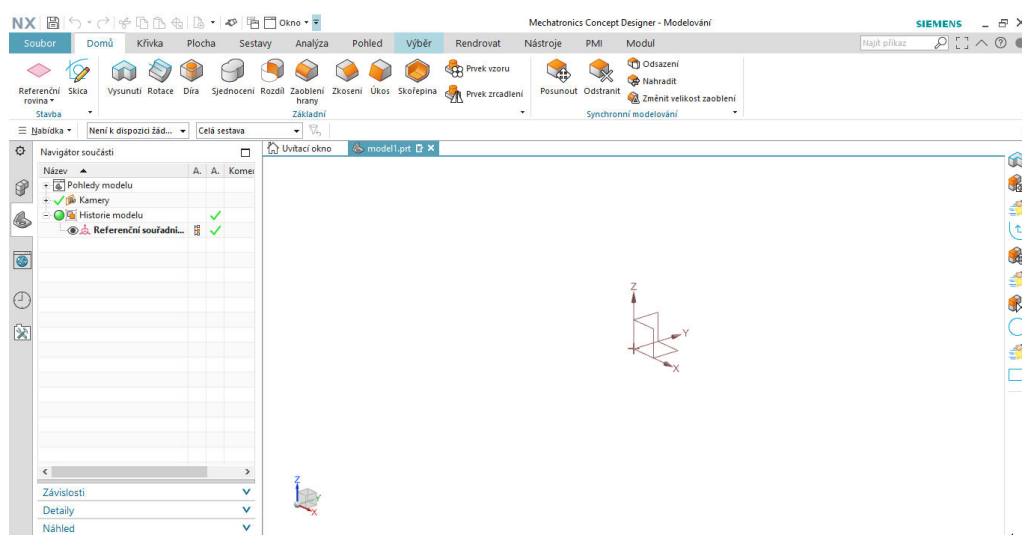 NX Okno Mechatronics Concept Designer - Modelování SIEMENS
Soubor Domů Křivka Plocha Sestavy Analýza Pohled Výběr Rendrovat Nástroje PMI Modul Najít příkaz
Referenční rovina Skica Vysunutí Rotace Díra Sjednocení Rozdíl Zaoblení hrany Zkosení Úkos Skořepina Prvek vzoru Prvek zrcadlení Posunout Odstranit Odsazení Nahradit Změnit velikost zaoblení
Stavba Základní Synchronní modelování
Nabídka Není k dispozici žád... Celá sestava
Navigátor součásti Uvítací okno model1.prt
Název A. A. Komer
Pohledy modelu
Kamery
Historie modelu
Referenční souřadni...
Z
Y
X
Z
Y
X
Závislosti
Detaily
Náhled